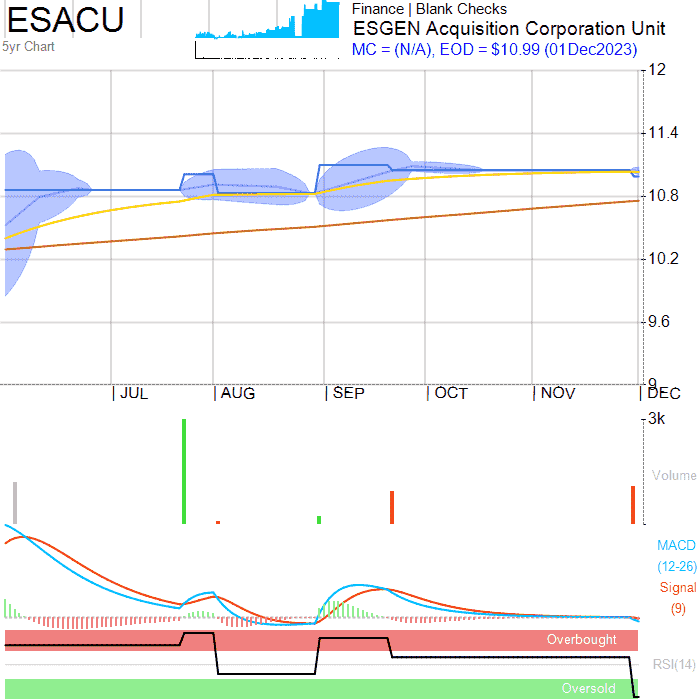 ESACU
5yr Chart
Finance | Blank Checks
ESGEN Acquisition Corporation Unit
MC = (N/A), EOD = $10.99 (01Dec2023)
12
11.4
10.8
10.2
9.6
9
| JUL | AUG | SEP | OCT | NOV | DEC
3k
Volume
MACD
(12-26)
Signal
(9)
Overbought
RSI(14)
Oversold